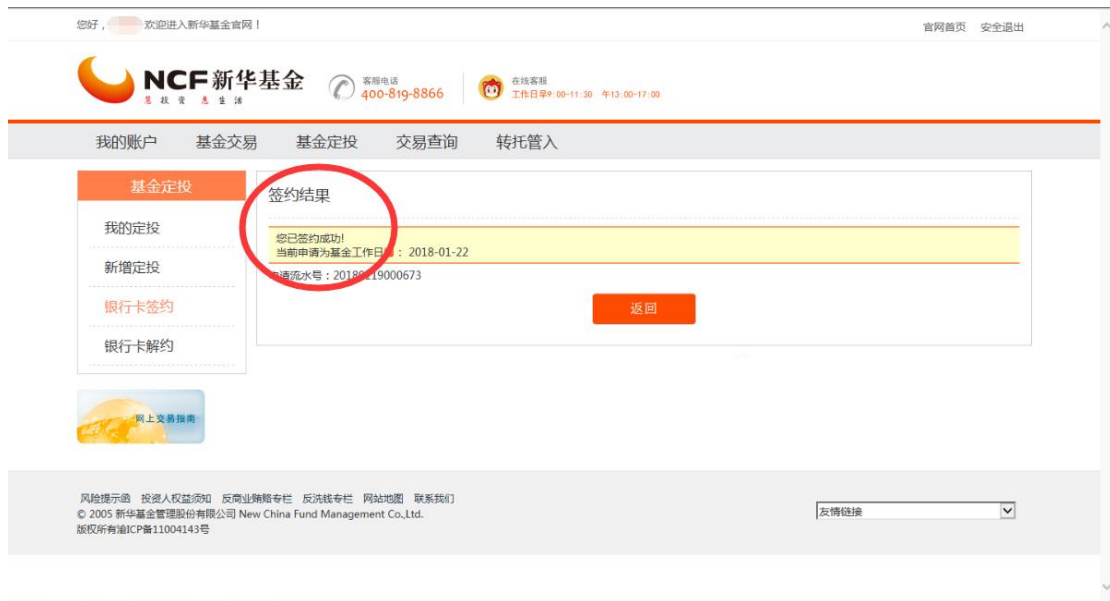 您好, 欢迎进入新华基金官网！
官网首页 安全退出
NCF新华基金
慧投资 惠生活
客服电话
400-819-8866
在线客服
工作日早9:00-11:30 午13:00-17:00
我的账户 基金交易 基金定投 交易查询 转托管入
基金定投
我的定投
新增定投
银行卡签约
银行卡解约
签约结果
您已签约成功!
当前申请为基金工作日 ：2018-01-22
申请流水号：20180119000673
返回
网上交易指南
风险提示函 投资人权益须知 反商业贿赂专栏 反洗钱专栏 网站地图 联系我们
© 2005 新华基金管理股份有限公司 New China Fund Management Co.,Ltd.
版权所有渝ICP备11004143号
友情链接